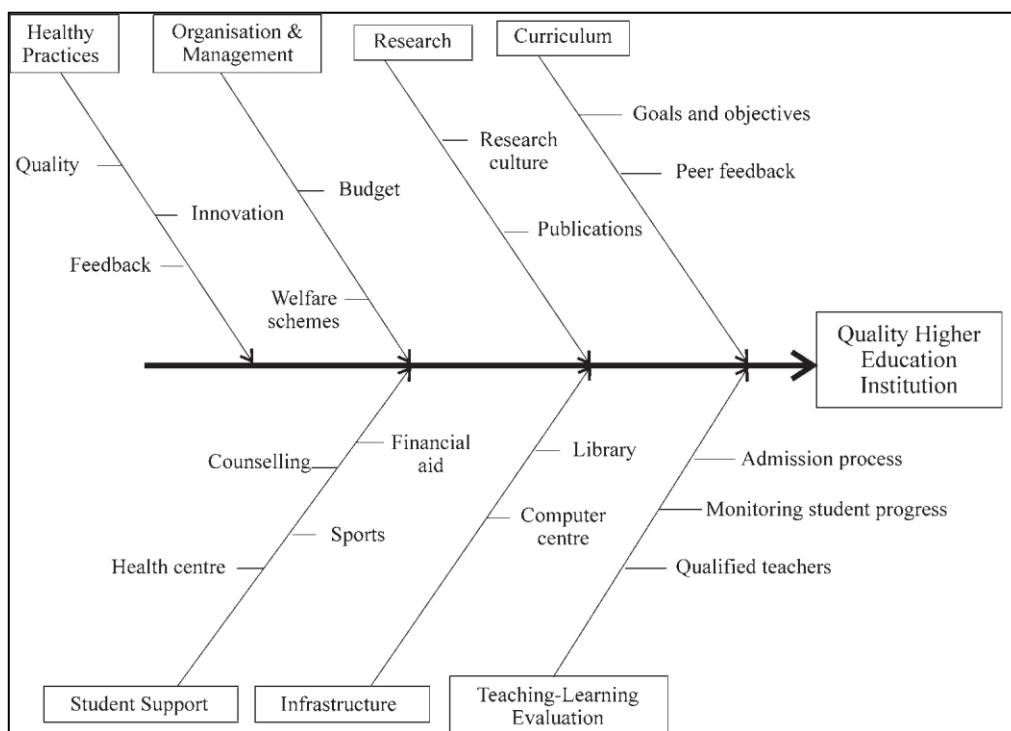 Healthy
Practices
Organisation &
Management
Research
Curriculum
Goals and objectives
Research
culture
Quality
Peer feedback
Budget
Innovation
Publications
Feedback
Welfare
schemes
Quality Higher
Education
Institution
Financial
aid
Library
Counselling
Admission process
Monitoring student progress
Computer
centre
Sports
Health centre
Qualified teachers
Student Support
Infrastructure
Teaching-Learning
Evaluation